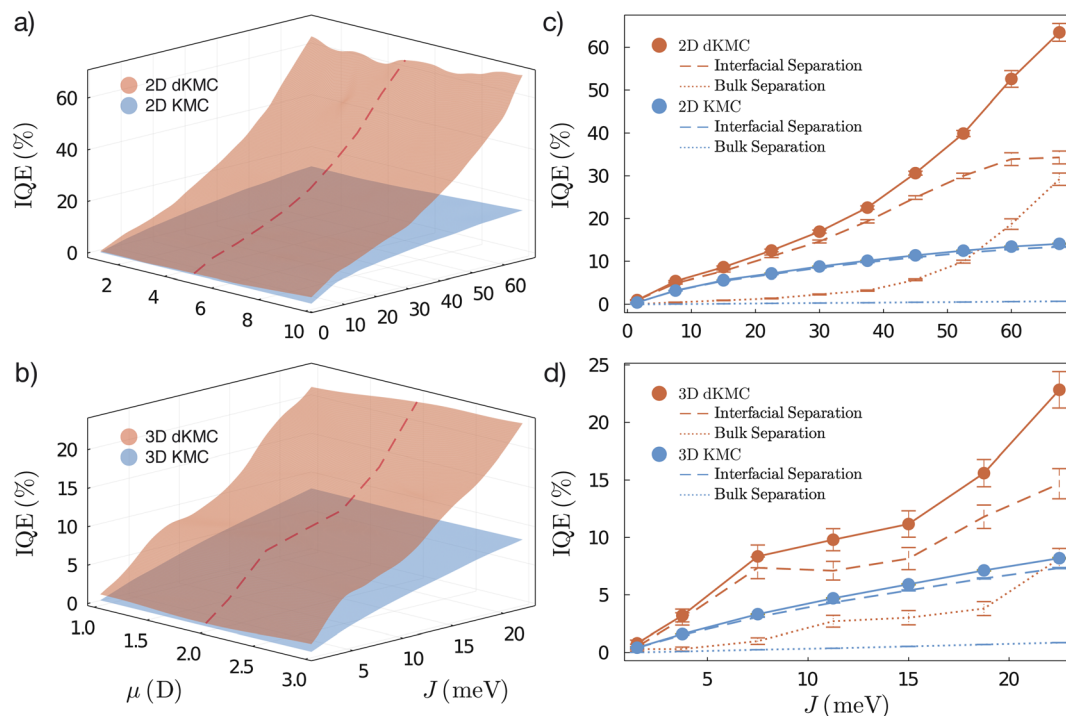 a)
IQE (%)
60
40
20
0
2D dKMC
2D KMC
2
4
6
8
10
0
10
20
30
40
50
60
b)
IQE (%)
20
15
10
5
0
3D dKMC
3D KMC
1.0
1.5
2.0
2.5
3.0
5
10
15
20
μ (D)
J (meV)
c)
IQE (%)
60
50
40
30
20
10
0
2D dKMC
Interfacial Separation
Bulk Separation
2D KMC
Interfacial Separation
Bulk Separation
0 10 20 30 40 50 60
d)
IQE (%)
25
20
15
10
5
0
3D dKMC
Interfacial Separation
Bulk Separation
3D KMC
Interfacial Separation
Bulk Separation
5 10 15 20
J (meV)